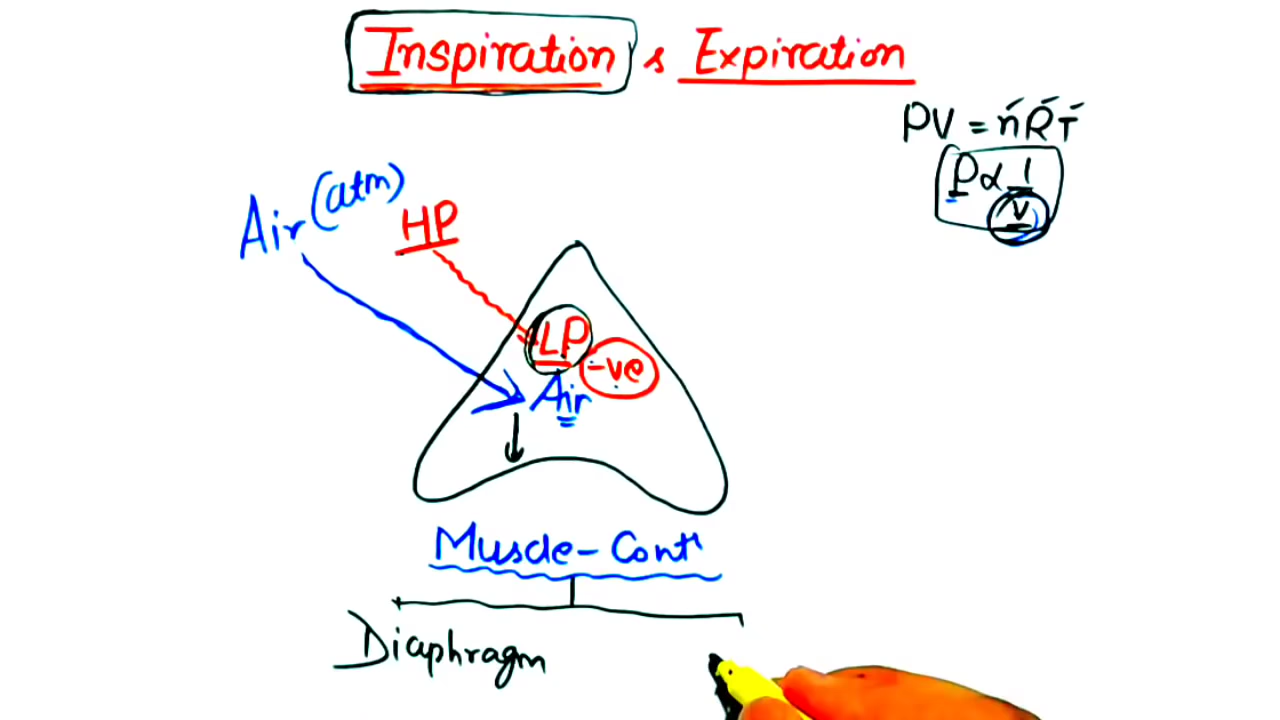 Inspiration & Expiration
PV = nRT
P ∝ 1/V
Air (atm)
HP
LP
-ve
Air
Muscle-Contⁿ
Diaphragm